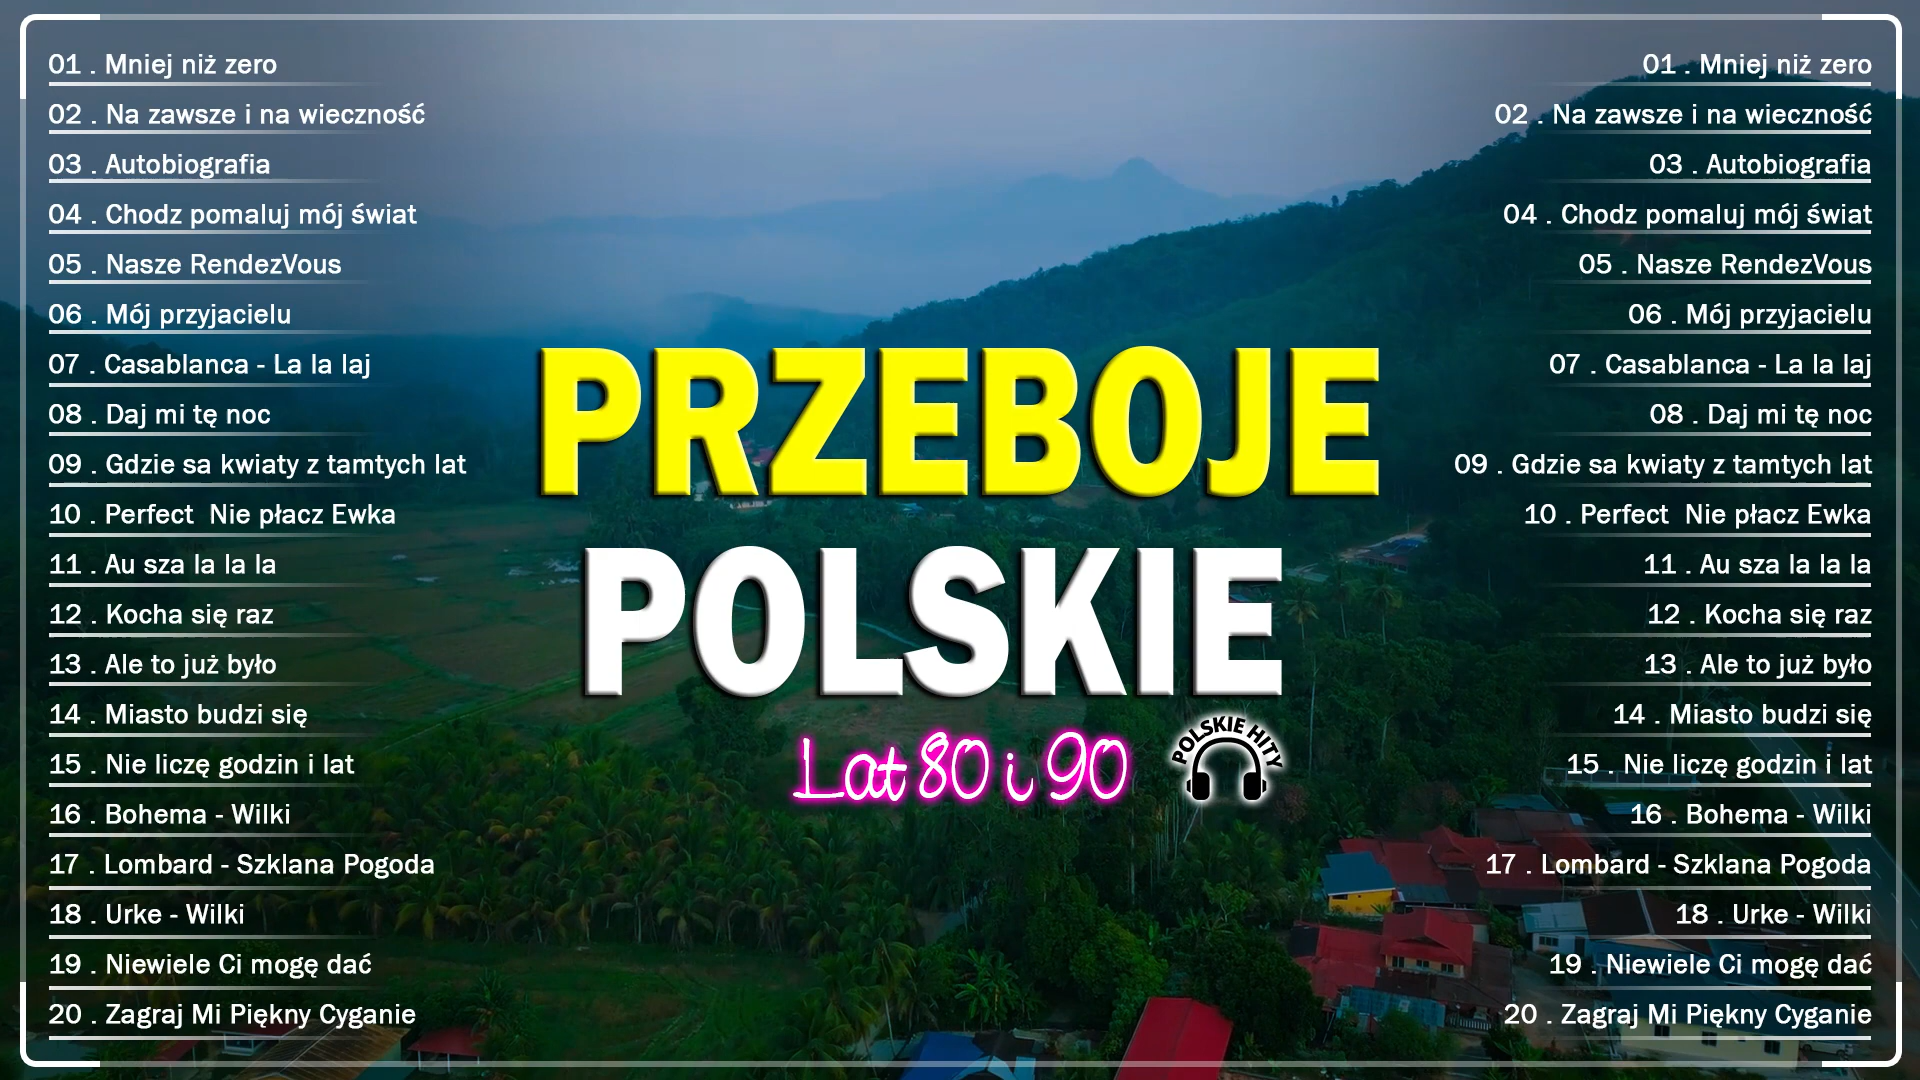 01 . Mniej niż zero
02 . Na zawsze i na wieczność
03 . Autobiografia
04 . Chodz pomaluj mój świat
05 . Nasze RendezVous
06 . Mój przyjacielu
07 . Casablanca - La la laj
08 . Daj mi tę noc
09 . Gdzie sa kwiaty z tamtych lat
10 . Perfect  Nie płacz Ewka
11 . Au sza la la la
12 . Kocha się raz
13 . Ale to już było
14 . Miasto budzi się
15 . Nie liczę godzin i lat
16 . Bohema - Wilki
17 . Lombard - Szklana Pogoda
18 . Urke - Wilki
19 . Niewiele Ci mogę dać
20 . Zagraj Mi Piękny Cyganie
PRZEBOJE
POLSKIE
Lat 80 i 90
POLSKIE HITY
01 . Mniej niż zero
02 . Na zawsze i na wieczność
03 . Autobiografia
04 . Chodz pomaluj mój świat
05 . Nasze RendezVous
06 . Mój przyjacielu
07 . Casablanca - La la laj
08 . Daj mi tę noc
09 . Gdzie sa kwiaty z tamtych lat
10 . Perfect  Nie płacz Ewka
11 . Au sza la la la
12 . Kocha się raz
13 . Ale to już było
14 . Miasto budzi się
15 . Nie liczę godzin i lat
16 . Bohema - Wilki
17 . Lombard - Szklana Pogoda
18 . Urke - Wilki
19 . Niewiele Ci mogę dać
20 . Zagraj Mi Piękny Cyganie